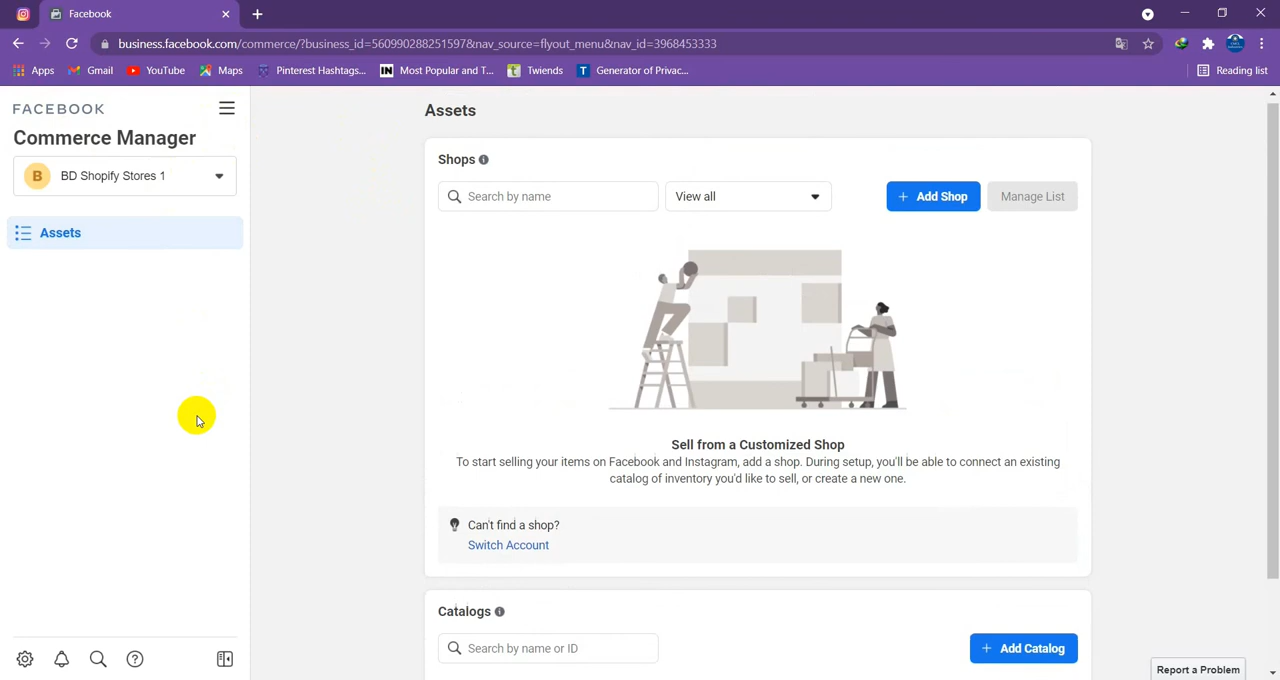 Facebook
business.facebook.com/commerce/?business_id=560990288251597&nav_source=flyout_menu&nav_id=3968453333
Apps Gmail YouTube Maps Pinterest Hashtags... IN Most Popular and T... t Twiends T Generator of Privac... Reading list
FACEBOOK
Commerce Manager
B BD Shopify Stores 1
Assets
Assets
Shops
Search by name View all + Add Shop Manage List
Sell from a Customized Shop
To start selling your items on Facebook and Instagram, add a shop. During setup, you'll be able to connect an existing
catalog of inventory you'd like to sell, or create a new one.
Can't find a shop?
Switch Account
Catalogs
Search by name or ID + Add Catalog
Report a Problem